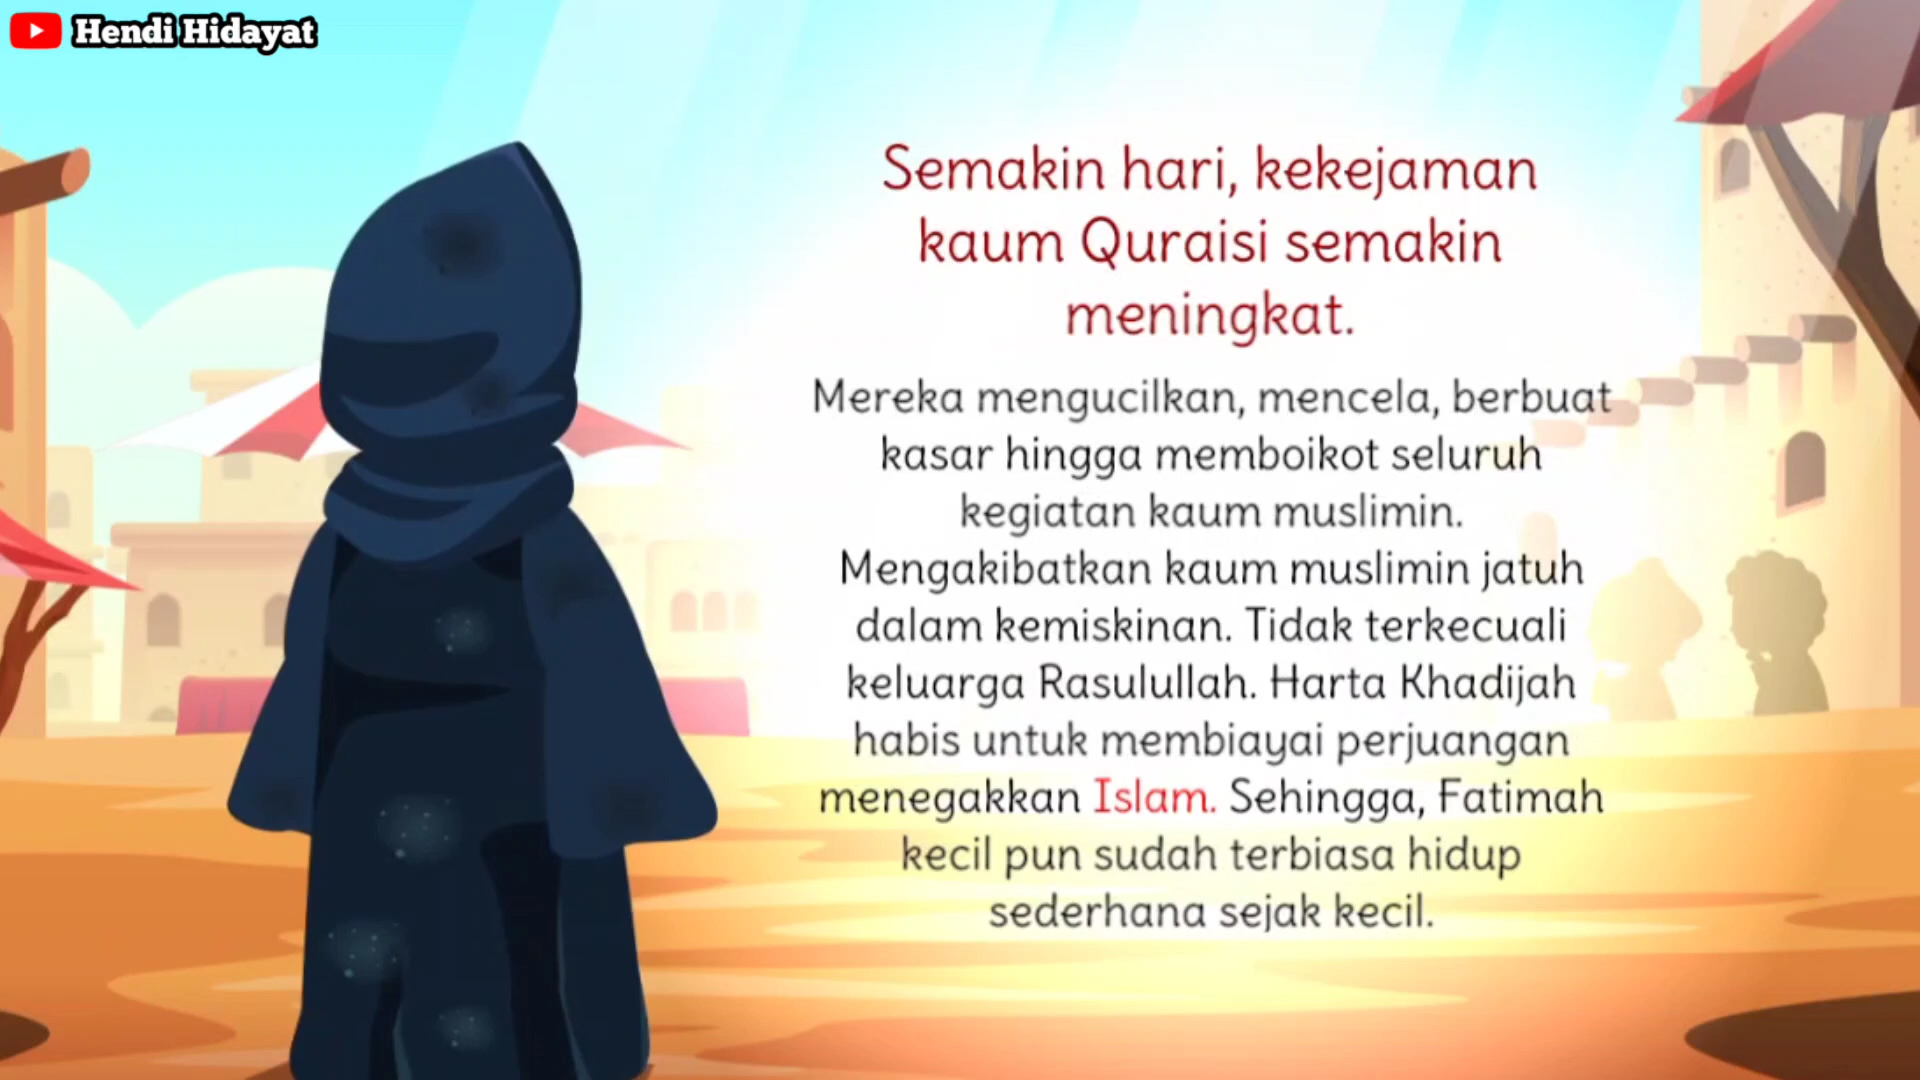 Hendi Hidayat
Semakin hari, kekejaman
kaum Quraisi semakin
meningkat.
Mereka mengucilkan, mencela, berbuat
kasar hingga memboikot seluruh
kegiatan kaum muslimin.
Mengakibatkan kaum muslimin jatuh
dalam kemiskinan. Tidak terkecuali
keluarga Rasulullah. Harta Khadijah
habis untuk membiayai perjuangan
menegakkan Islam. Sehingga, Fatimah
kecil pun sudah terbiasa hidup
sederhana sejak kecil.